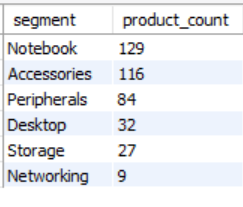 segment product_count
Notebook 129
Accessories 116
Peripherals 84
Desktop 32
Storage 27
Networking 9